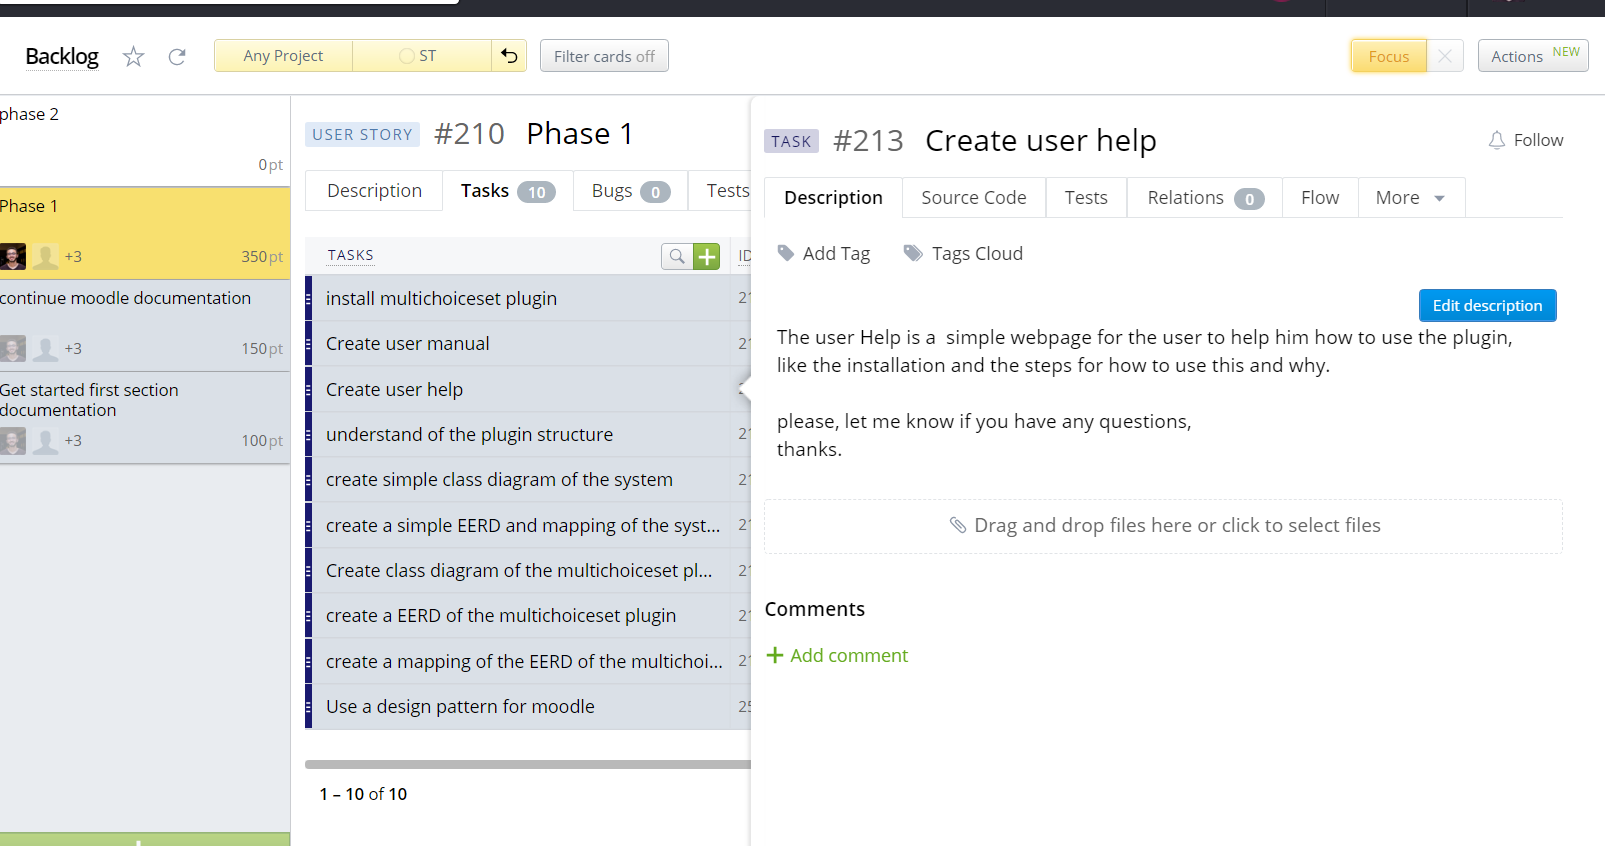 Backlog
Any Project
ST
Filter cards off
Focus
Actions NEW
phase 2
0pt
Phase 1
+3
350pt
continue moodle documentation
+3
150pt
Get started first section
documentation
+3
100pt
USER STORY #210 Phase 1
Description
Tasks 10
Bugs 0
Tests
TASKS
ID
install multichoiceset plugin
Create user manual
Create user help
understand of the plugin structure
create simple class diagram of the system
create a simple EERD and mapping of the syst...
Create class diagram of the multichoiceset pl...
create a EERD of the multichoiceset plugin
create a mapping of the EERD of the multichoi...
Use a design pattern for moodle
1 – 10 of 10
TASK #213 Create user help
Follow
Description
Source Code
Tests
Relations 0
Flow
More
Add Tag
Tags Cloud
Edit description
The user Help is a  simple webpage for the user to help him how to use the plugin,
like the installation and the steps for how to use this and why.
please, let me know if you have any questions,
thanks.
Drag and drop files here or click to select files
Comments
Add comment